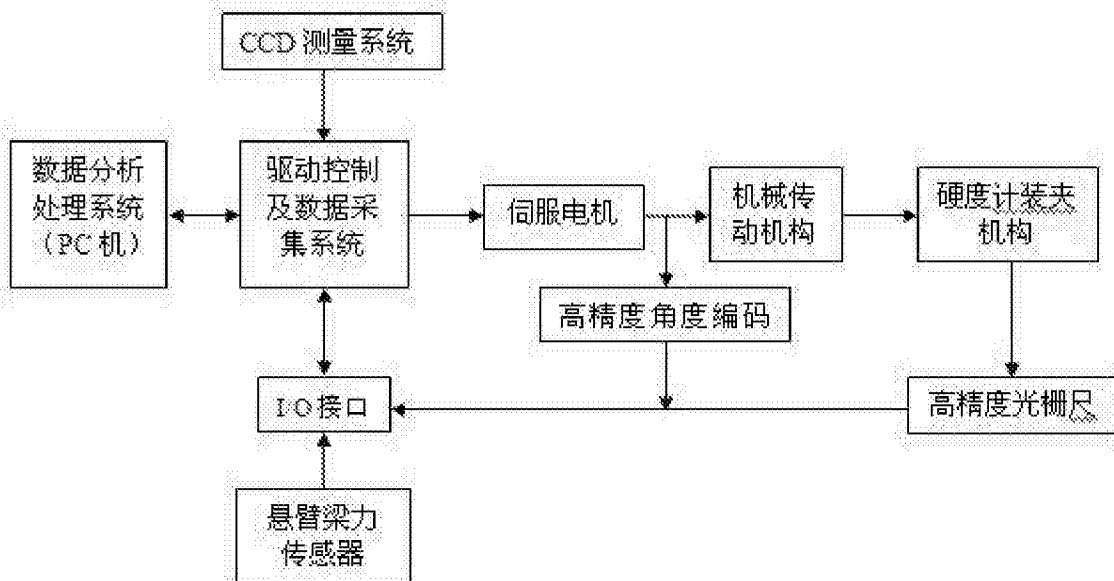 CCD 测量系统
数据分析
处理系统
（PC 机）
驱动控制
及数据采
集系统
伺服电机
机械传
动机构
硬度计装夹
机构
高精度角度编码
I O 接口
高精度光栅尺
悬臂梁力
传感器